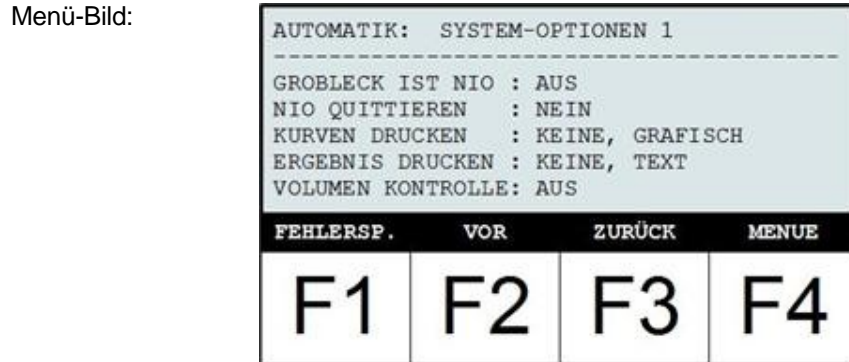 Menü-Bild:
AUTOMATIK: SYSTEM-OPTIONEN 1
-----------------------------------------
GROBLECK IST NIO : AUS
NIO QUITTIEREN : NEIN
KURVEN DRUCKEN : KEINE, GRAFISCH
ERGEBNIS DRUCKEN : KEINE, TEXT
VOLUMEN KONTROLLE: AUS
FEHLERSP. VOR ZURÜCK MENUE
F1 F2 F3 F4